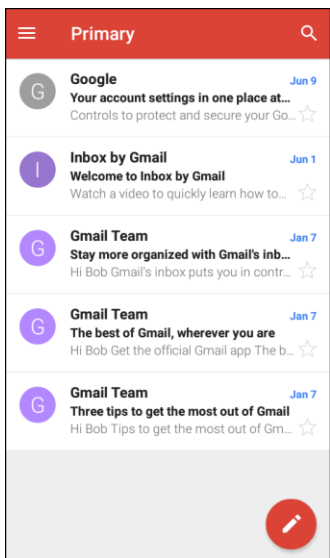 Primary
G
Google
Jun 9
Your account settings in one place at...
Controls to protect and secure your Go...
I
Inbox by Gmail
Jun 1
Welcome to Inbox by Gmail
Watch a video to quickly learn how to...
G
Gmail Team
Jan 7
Stay more organized with Gmail's inb...
Hi Bob Gmail's inbox puts you in contr...
G
Gmail Team
Jan 7
The best of Gmail, wherever you are
Hi Bob Get the official Gmail app The b...
G
Gmail Team
Jan 7
Three tips to get the most out of Gmail
Hi Bob Tips to get the most out of Gm...